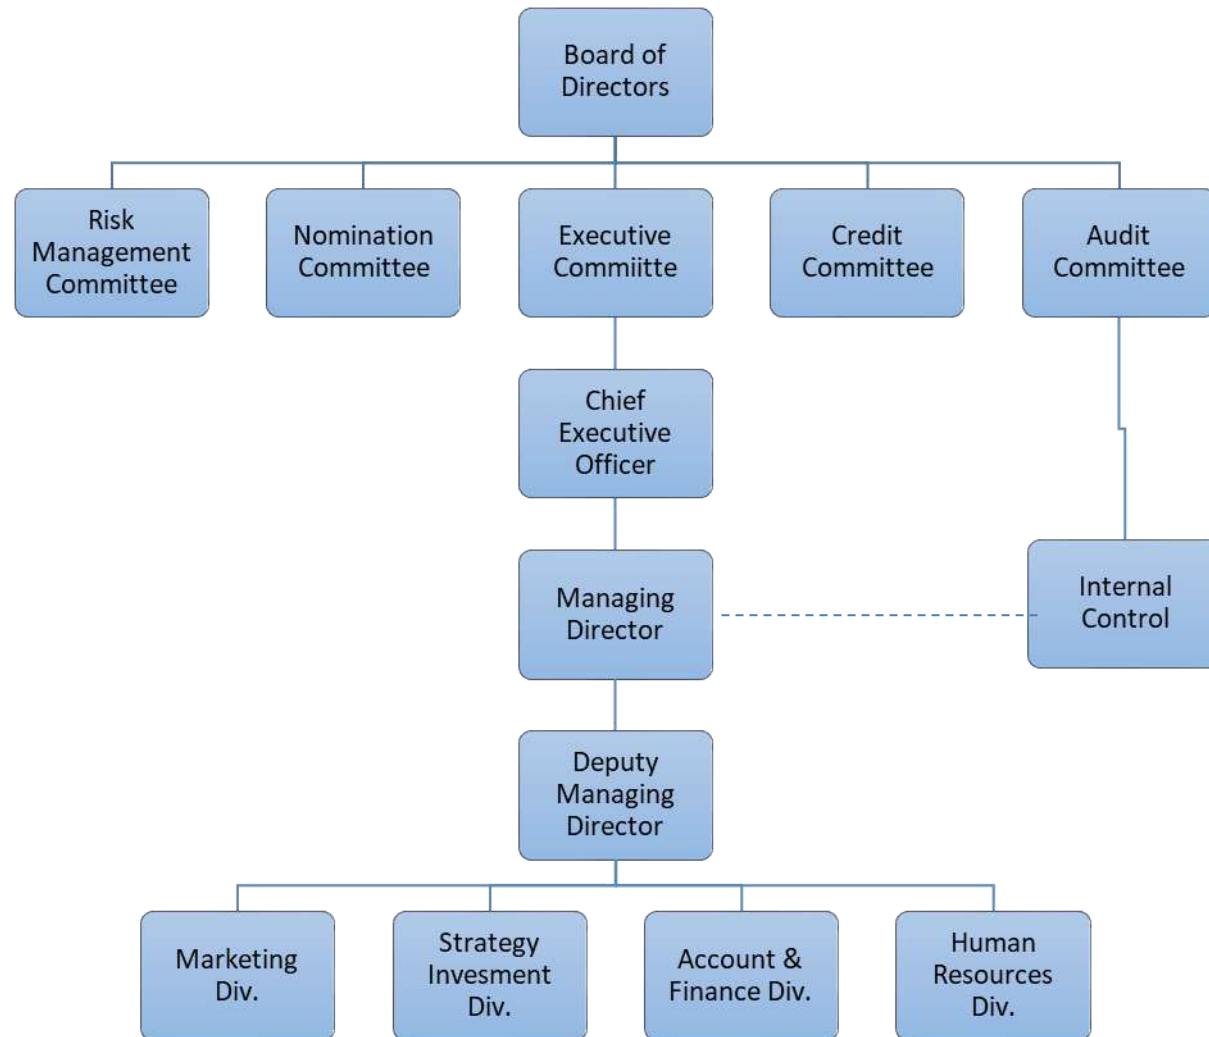 Board of
Directors
Risk
Management
Committee
Nomination
Committee
Executive
Commiitte
Credit
Committee
Audit
Committee
Chief
Executive
Officer
Managing
Director
Internal
Control
Deputy
Managing
Director
Marketing
Div.
Strategy
Invesment
Div.
Account &
Finance Div.
Human
Resources
Div.